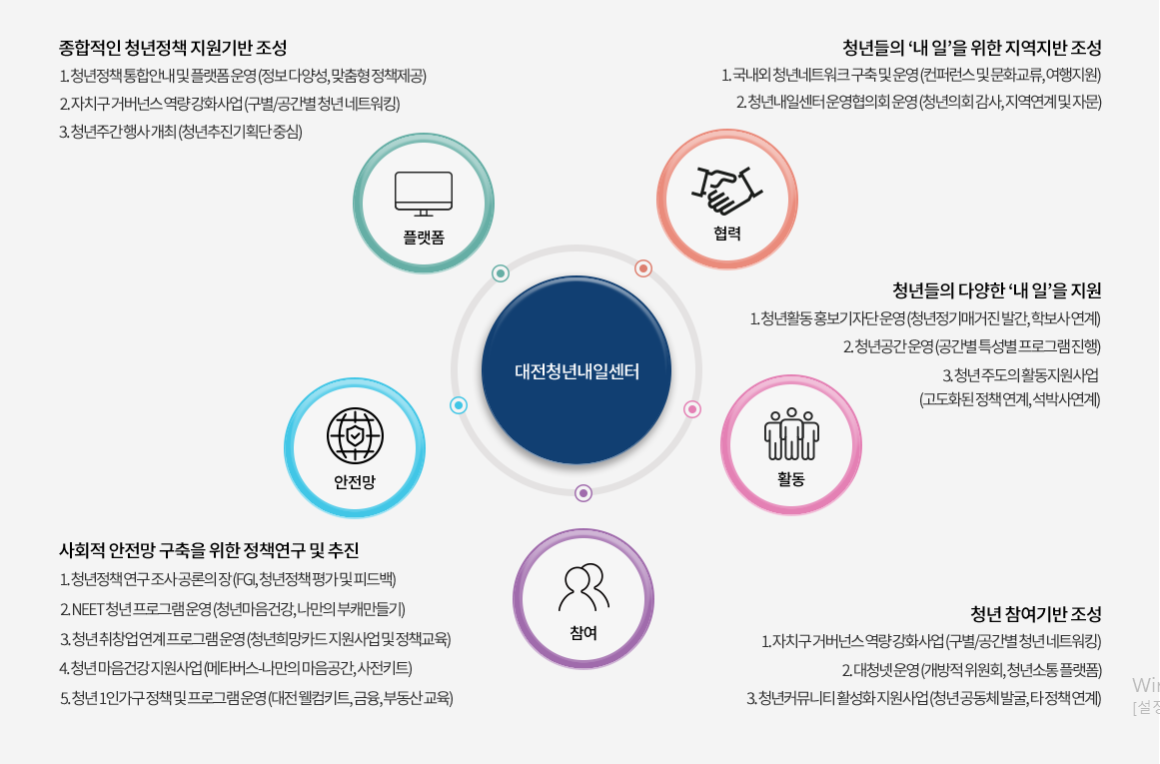 종합적인 청년정책 지원기반 조성
1. 청년정책 통합안내 및 플랫폼 운영 (정보 다양성, 맞춤형 정책제공)
2. 자치구 거버넌스 역량 강화사업 (구별/공간별 청년 네트워킹)
3. 청년주간 행사 개최 (청년추진기획단 중심)
청년들의 ‘내 일’을 위한 지역지반 조성
1. 국내외 청년네트워크 구축 및 운영 (컨퍼런스 및 문화교류, 여행지원)
2. 청년내일센터 운영협의회 운영 (청년의회 감사, 지역연계 및 자문)
플랫폼
협력
청년들의 다양한 ‘내 일’을 지원
1. 청년활동 홍보기자단 운영 (청년정기매거진 발간, 학보사 연계)
2. 청년공간 운영 (공간별 특성별 프로그램 진행)
3. 청년 주도의 활동지원사업
(고도화된 정책 연계, 석박사연계)
대전청년내일센터
안전망
활동
사회적 안전망 구축을 위한 정책연구 및 추진
1. 청년정책 연구 조사·공론의 장 (FGI, 청년정책 평가 및 피드백)
2. NEET 청년 프로그램 운영 (청년마음건강, 나만의 부캐만들기)
3. 청년 취창업 연계 프로그램 운영 (청년희망카드 지원사업 및 정책교육)
4. 청년 마음건강 지원사업 (메타버스-나만의 마음공간, 사전키트)
5. 청년 1인가구 정책 및 프로그램 운영 (대전 웰컴키트, 금융, 부동산 교육)
참여
청년 참여기반 조성
1. 자치구 거버넌스 역량 강화사업 (구별/공간별 청년 네트워킹)
2. 대청넷 운영 (개방적 위원회, 청년소통 플랫폼)
3. 청년커뮤니티 활성화 지원사업 (청년 공동체 발굴, 타 정책 연계)